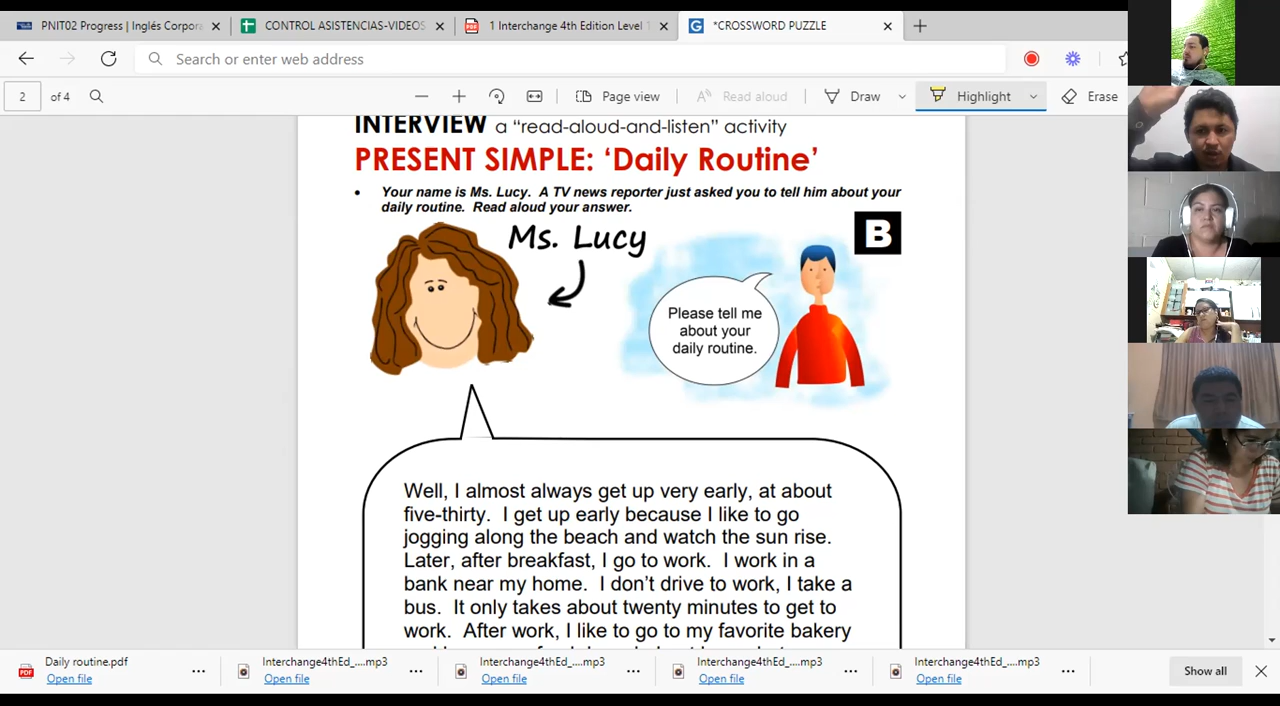 PNIT02 Progress | Inglés Corpora
CONTROL ASISTENCIAS-VIDEOS
1 Interchange 4th Edition Level 1
*CROSSWORD PUZZLE
Search or enter web address
2 of 4
Page view
Read aloud
Draw
Highlight
Erase
INTERVIEW a “read-aloud-and-listen” activity
PRESENT SIMPLE: ‘Daily Routine’
• Your name is Ms. Lucy. A TV news reporter just asked you to tell him about your
daily routine. Read aloud your answer.
Ms. Lucy
B
Please tell me
about your
daily routine.
Well, I almost always get up very early, at about
five-thirty. I get up early because I like to go
jogging along the beach and watch the sun rise.
Later, after breakfast, I go to work. I work in a
bank near my home. I don’t drive to work, I take a
bus. It only takes about twenty minutes to get to
work. After work, I like to go to my favorite bakery
Daily routine.pdf
Open file
Interchange4thEd_....mp3
Open file
Interchange4thEd_....mp3
Open file
Interchange4thEd_....mp3
Open file
Interchange4thEd_....mp3
Open file
Show all